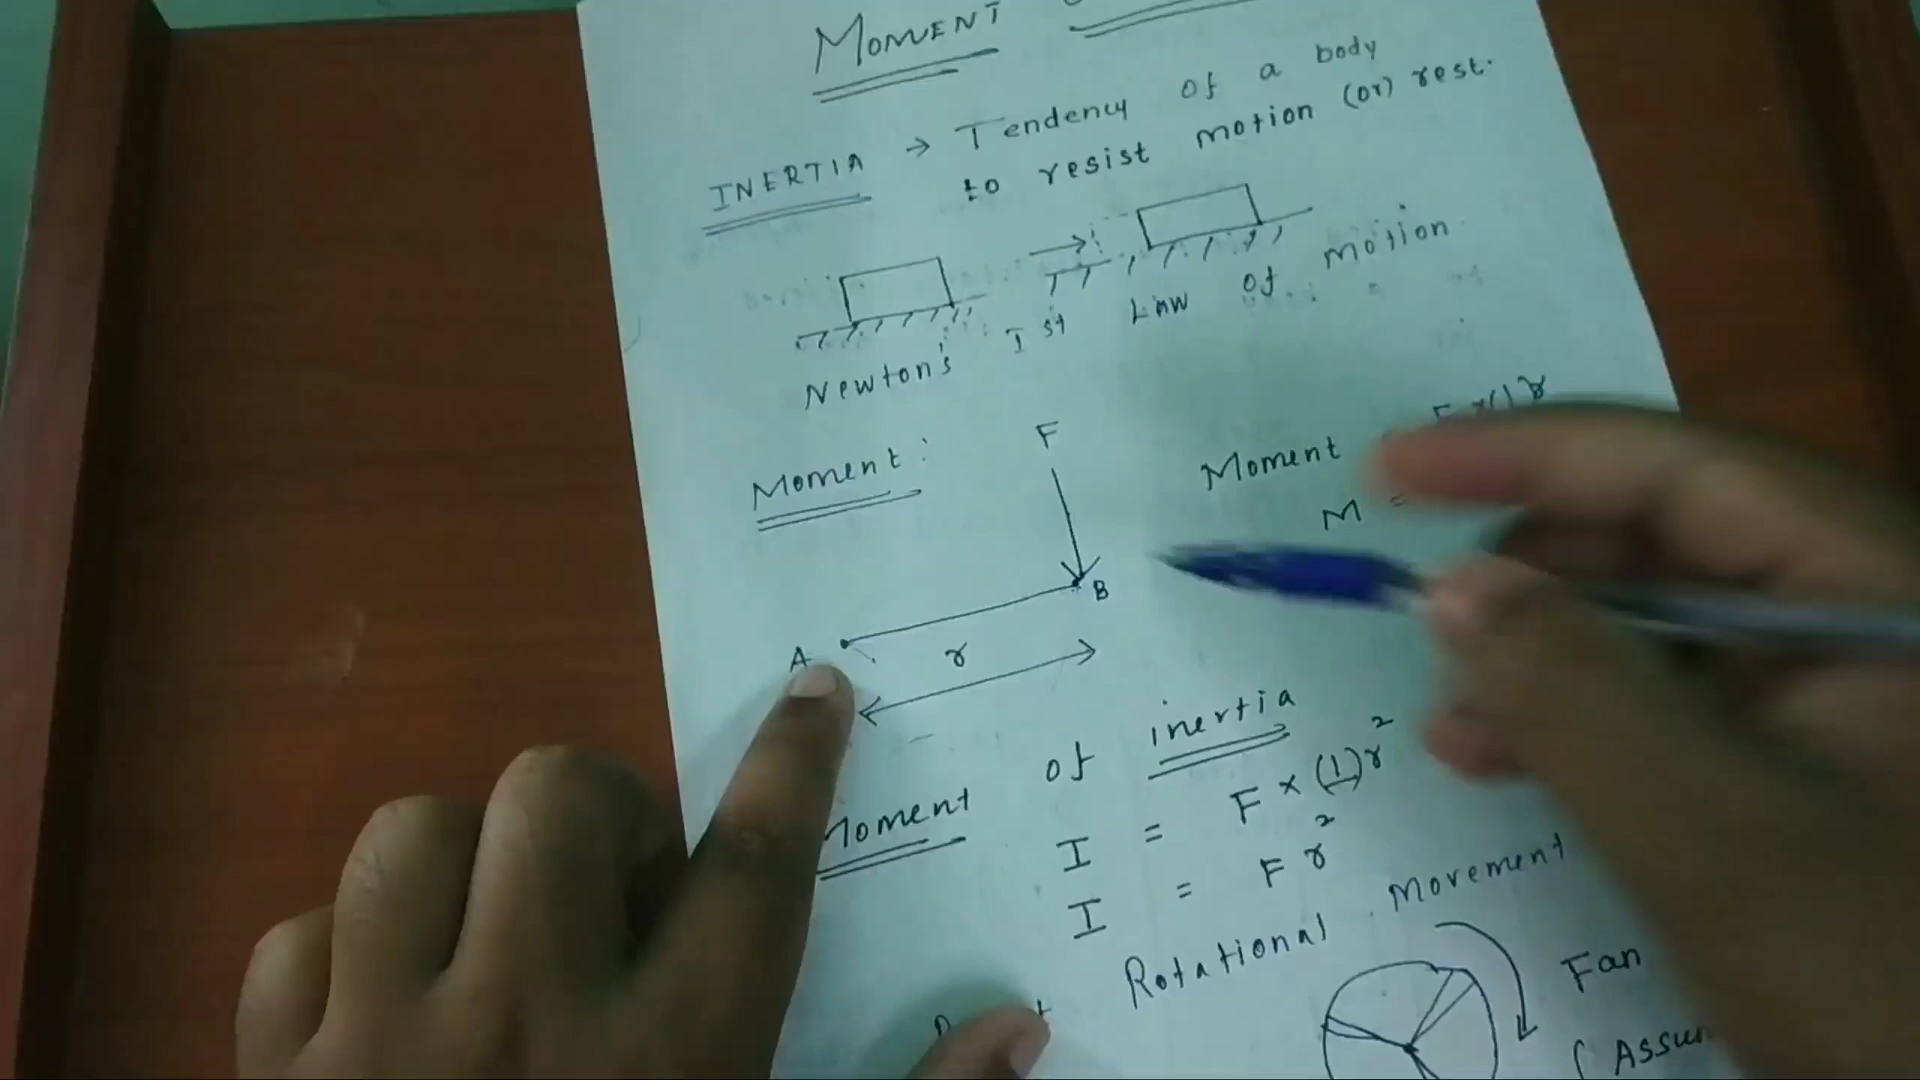 MOMENT
INERTIA → Tendency of a body
to resist motion (or) rest.
Newton's Ist Law of motion
Moment:
F
Moment
M =
A
B
r
Moment of inertia
I = F × (1)r²
I = F r²
Rotational Movement
Fan